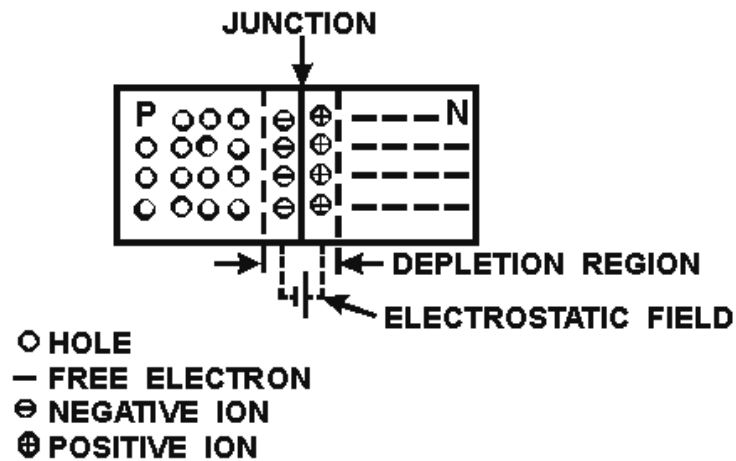 JUNCTION
P N
DEPLETION REGION
ELECTROSTATIC FIELD
HOLE
FREE ELECTRON
NEGATIVE ION
POSITIVE ION